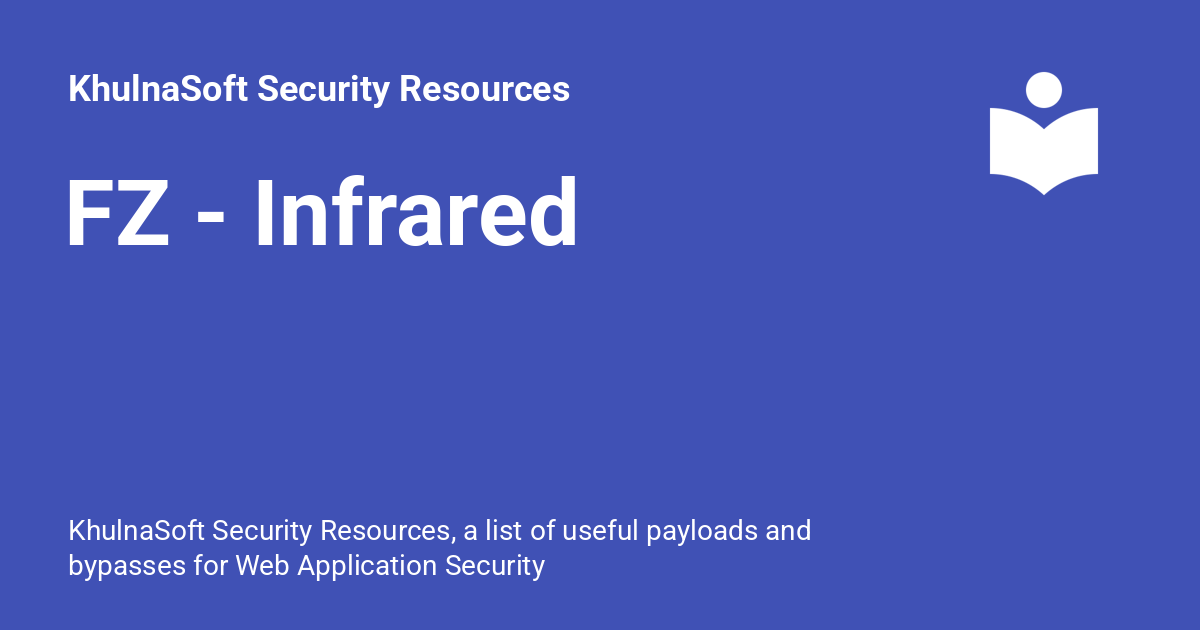 KhulnaSoft Security Resources
FZ - Infrared
KhulnaSoft Security Resources, a list of useful payloads and
bypasses for Web Application Security